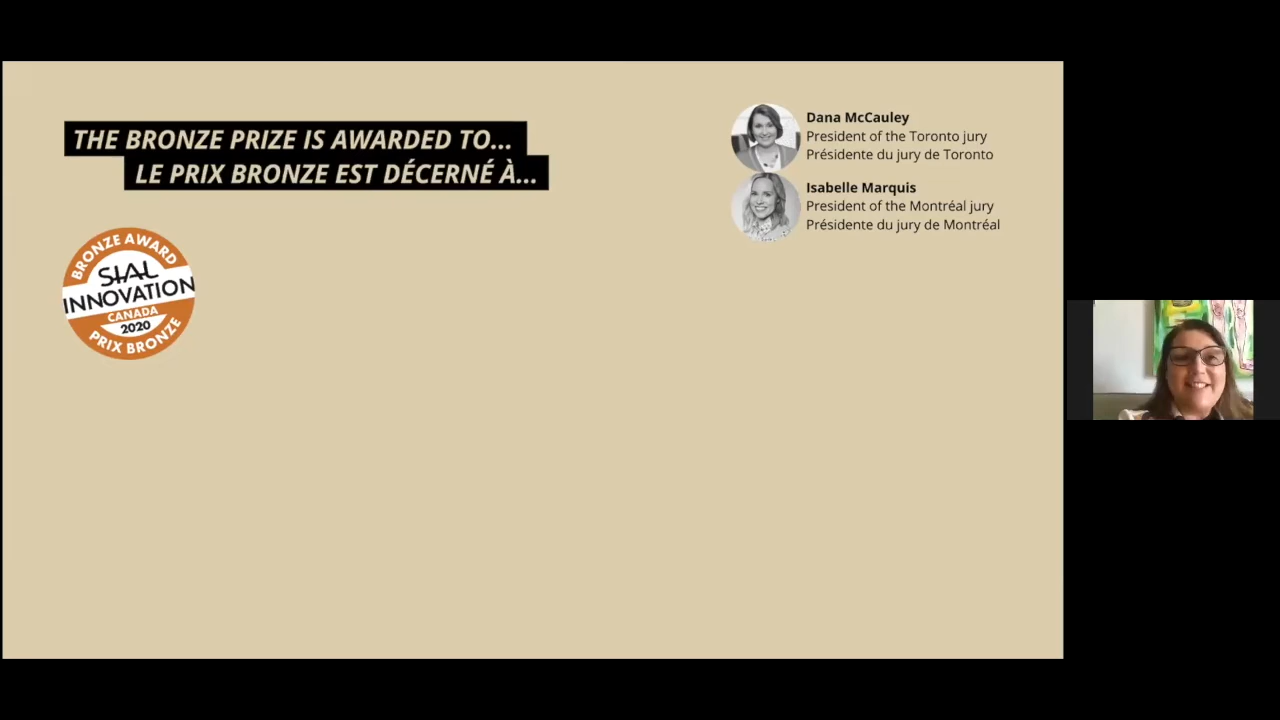 THE BRONZE PRIZE IS AWARDED TO...
LE PRIX BRONZE EST DÉCERNÉ À...
BRONZE AWARD
SIAL
INNOVATION
CANADA
2020
PRIX BRONZE
Dana McCauley
President of the Toronto jury
Présidente du jury de Toronto
Isabelle Marquis
President of the Montréal jury
Présidente du jury de Montréal